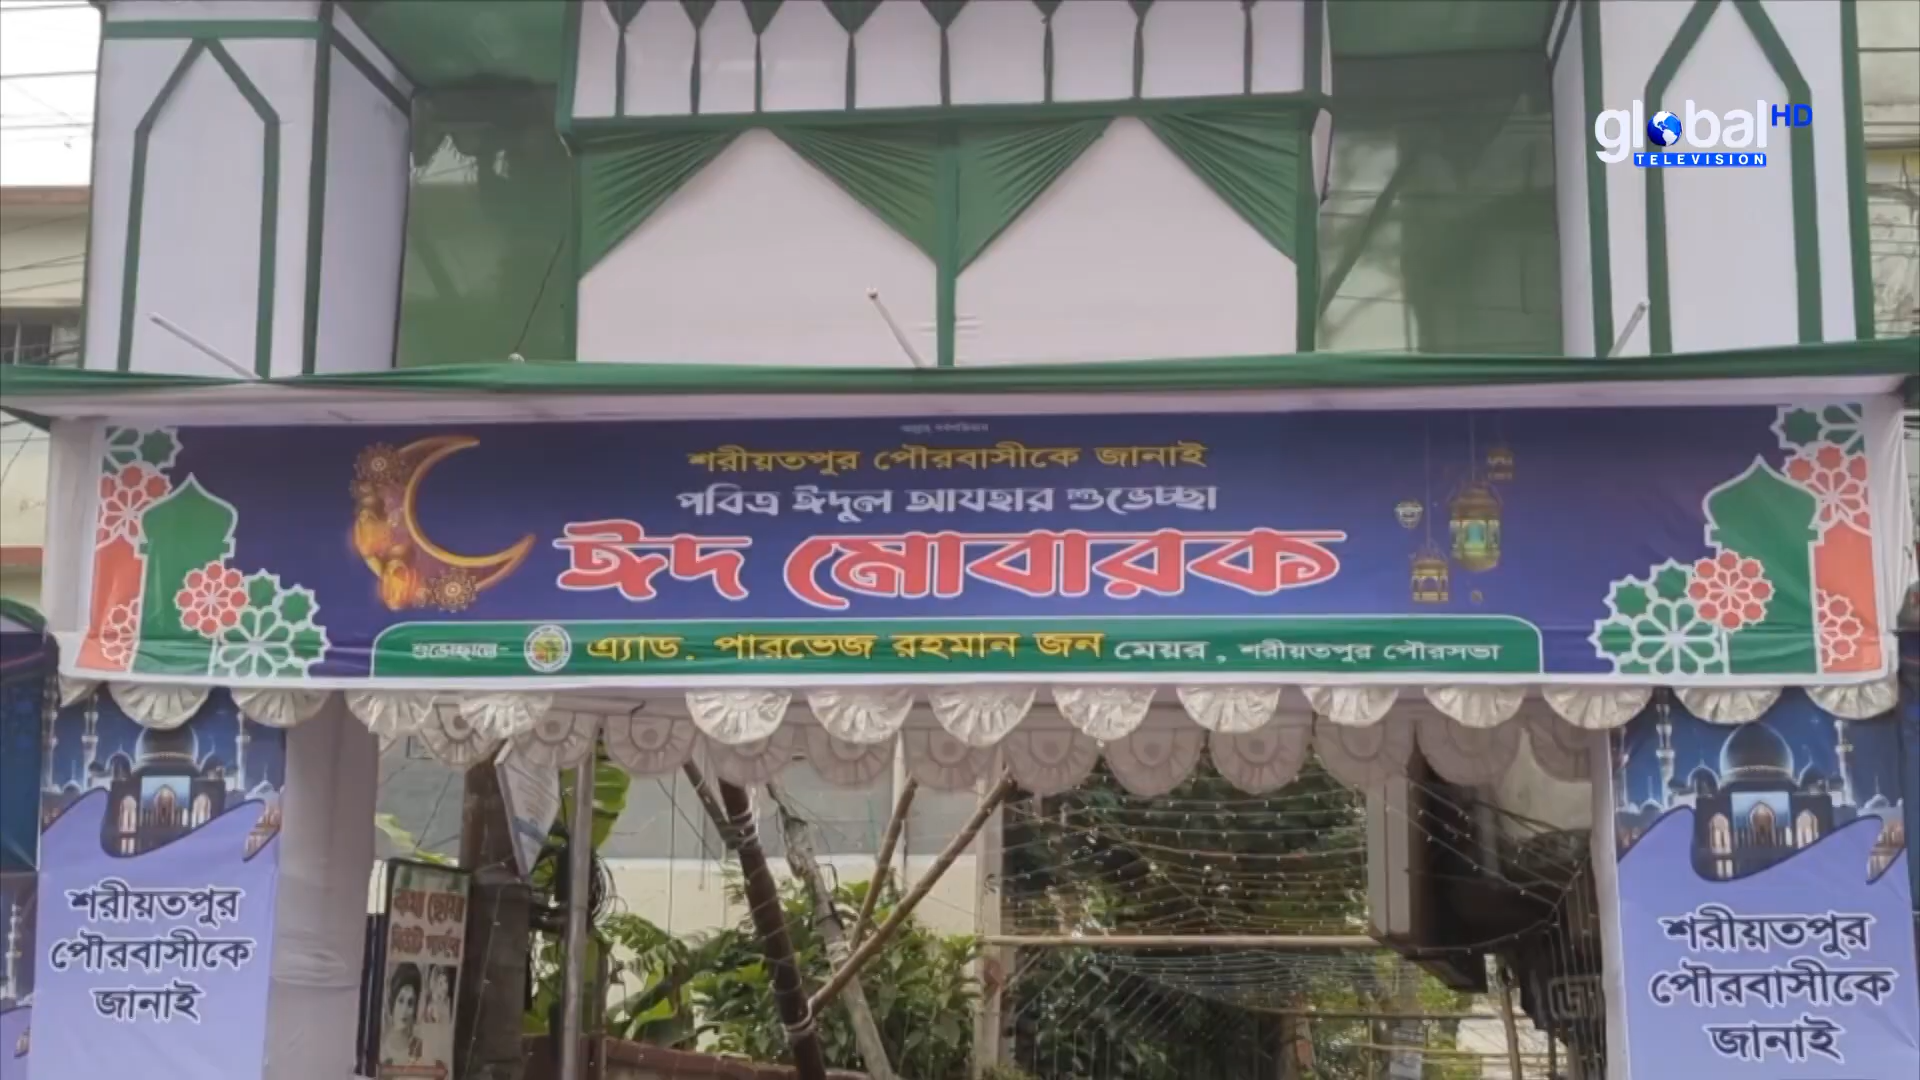 global HD
TELEVISION
শরীয়তপুর পৌরবাসীকে জানাই
পবিত্র ঈদুল আযহার শুভেচ্ছা
ঈদ মোবারক
শুভেচ্ছান্তে- এ্যাড. পারভেজ রহমান জন মেয়র, শরীয়তপুর পৌরসভা
শরীয়তপুর
পৌরবাসীকে
জানাই
শরীয়তপুর
পৌরবাসীকে
জানাই